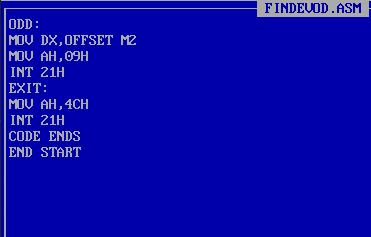 FINDEVOD.ASM
ODD:
MOV DX,OFFSET M2
MOV AH,09H
INT 21H
EXIT:
MOV AH,4CH
INT 21H
CODE ENDS
END START